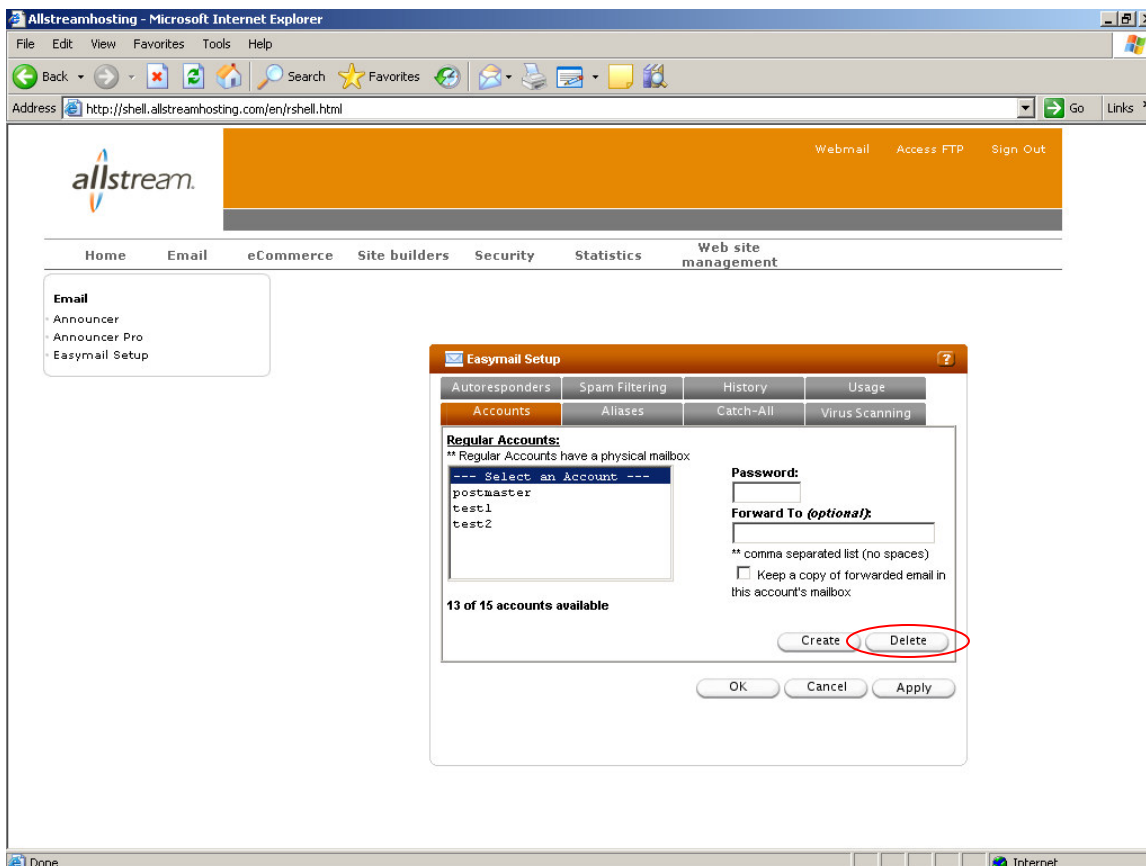 Allstreamhosting - Microsoft Internet Explorer
File Edit View Favorites Tools Help
Back Search Favorites
Address http://shell.allstreamhosting.com/en/rshell.html Go Links
allstream.
Webmail Access FTP Sign Out
Home Email eCommerce Site builders Security Statistics Web site management
Email
Announcer
Announcer Pro
Easymail Setup
Easymail Setup ?
Autoresponders Spam Filtering History Usage
Accounts Aliases Catch-All Virus Scanning
Regular Accounts:
** Regular Accounts have a physical mailbox
--- Select an Account ---
postmaster
test1
test2
13 of 15 accounts available
Password:
Forward To (optional):
** comma separated list (no spaces)
Keep a copy of forwarded email in
this account's mailbox
Create Delete
OK Cancel Apply
Done Internet